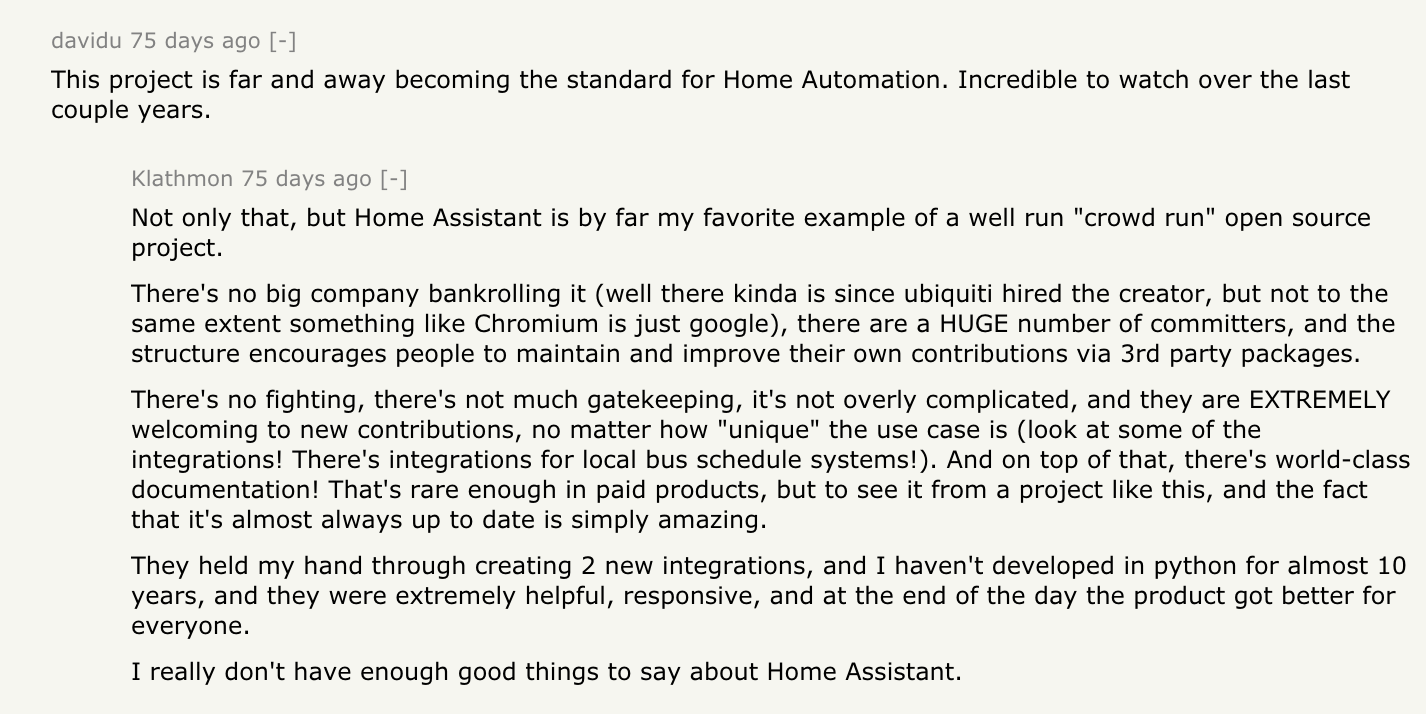 davidu 75 days ago [-]
This project is far and away becoming the standard for Home Automation. Incredible to watch over the last
couple years.
Klathmon 75 days ago [-]
Not only that, but Home Assistant is by far my favorite example of a well run "crowd run" open source
project.
There's no big company bankrolling it (well there kinda is since ubiquiti hired the creator, but not to the
same extent something like Chromium is just google), there are a HUGE number of committers, and the
structure encourages people to maintain and improve their own contributions via 3rd party packages.
There's no fighting, there's not much gatekeeping, it's not overly complicated, and they are EXTREMELY
welcoming to new contributions, no matter how "unique" the use case is (look at some of the
integrations! There's integrations for local bus schedule systems!). And on top of that, there's world-class
documentation! That's rare enough in paid products, but to see it from a project like this, and the fact
that it's almost always up to date is simply amazing.
They held my hand through creating 2 new integrations, and I haven't developed in python for almost 10
years, and they were extremely helpful, responsive, and at the end of the day the product got better for
everyone.
I really don't have enough good things to say about Home Assistant.